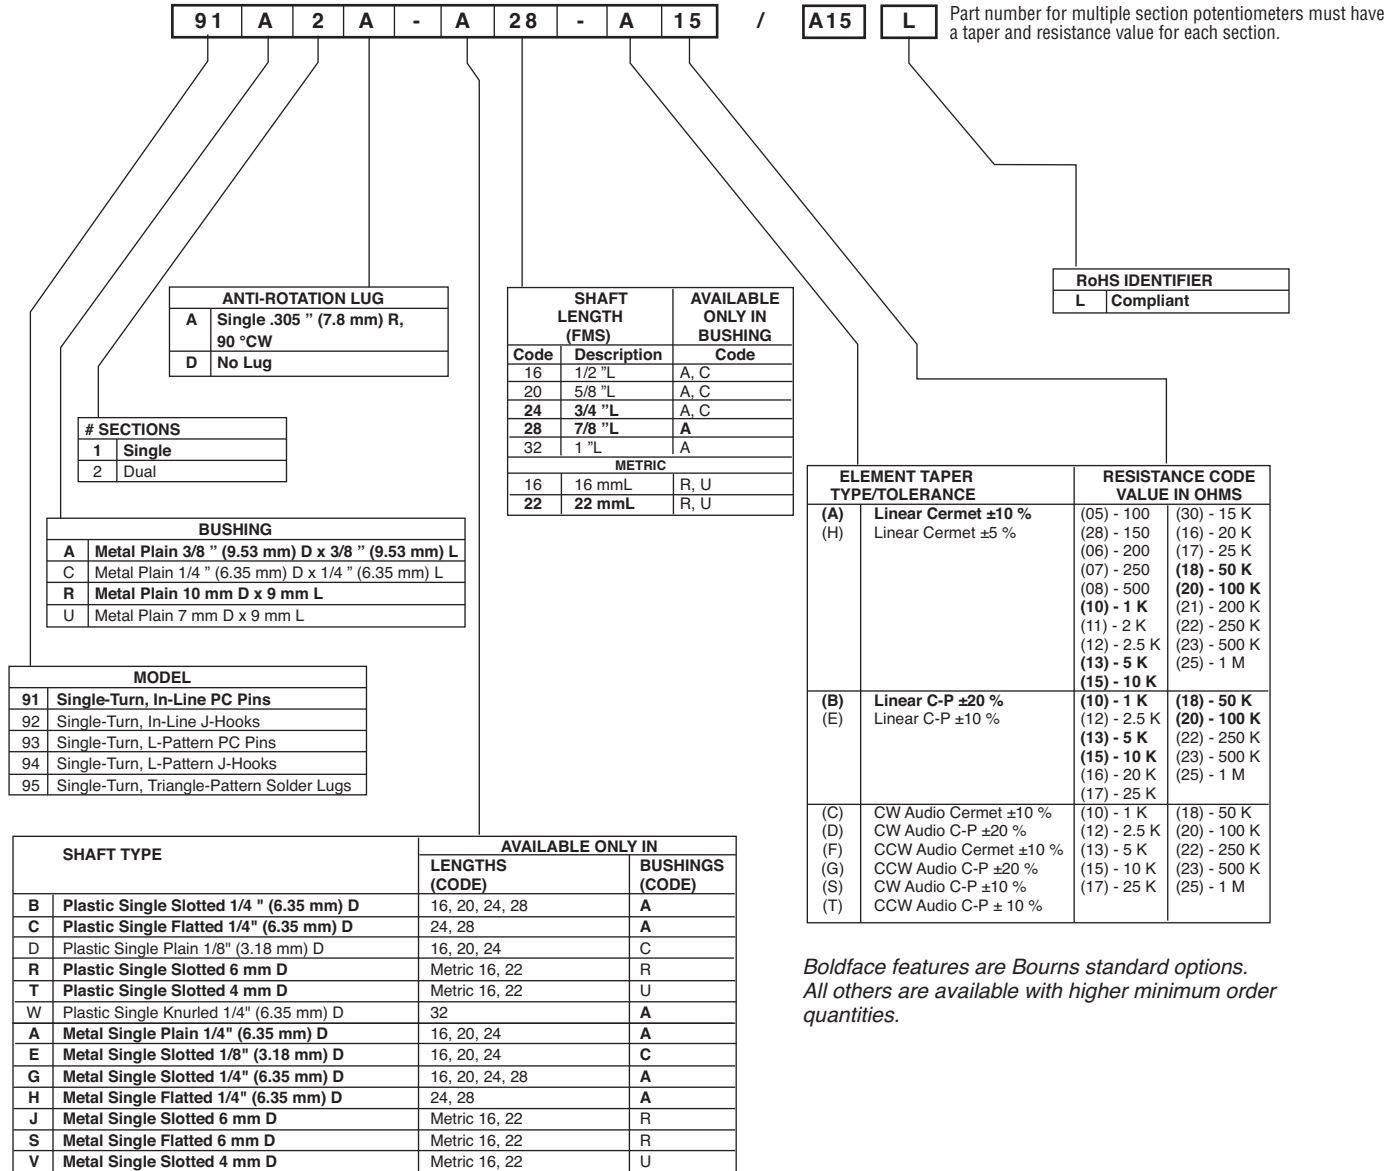 91 A 2 A - A 28 - A 15 / A15 L
Part number for multiple section potentiometers must have
a taper and resistance value for each section.
RoHS IDENTIFIER
L Compliant
ANTI-ROTATION LUG
A Single .305 ” (7.8 mm) R,
90 °CW
D No Lug
SHAFT LENGTH (FMS) AVAILABLE ONLY IN BUSHING
Code Description Code
16 1/2 ”L A, C
20 5/8 ”L A, C
24 3/4 ”L A, C
28 7/8 ”L A
32 1 ”L A
METRIC
16 16 mmL R, U
22 22 mmL R, U
# SECTIONS
1 Single
2 Dual
BUSHING
A Metal Plain 3/8 ” (9.53 mm) D x 3/8 ” (9.53 mm) L
C Metal Plain 1/4 ” (6.35 mm) D x 1/4 ” (6.35 mm) L
R Metal Plain 10 mm D x 9 mm L
U Metal Plain 7 mm D x 9 mm L
MODEL
91 Single-Turn, In-Line PC Pins
92 Single-Turn, In-Line J-Hooks
93 Single-Turn, L-Pattern PC Pins
94 Single-Turn, L-Pattern J-Hooks
95 Single-Turn, Triangle-Pattern Solder Lugs
ELEMENT TAPER RESISTANCE CODE
TYPE/TOLERANCE VALUE IN OHMS
(A) Linear Cermet ±10 % (05) - 100 (30) - 15 K
(H) Linear Cermet ±5 % (28) - 150 (16) - 20 K
(06) - 200 (17) - 25 K
(07) - 250 (18) - 50 K
(08) - 500 (20) - 100 K
(10) - 1 K (21) - 200 K
(11) - 2 K (22) - 250 K
(12) - 2.5 K (23) - 500 K
(13) - 5 K (25) - 1 M
(15) - 10 K
(B) Linear C-P ±20 % (10) - 1 K (18) - 50 K
(E) Linear C-P ±10 % (12) - 2.5 K (20) - 100 K
(13) - 5 K (22) - 250 K
(15) - 10 K (23) - 500 K
(16) - 20 K (25) - 1 M
(17) - 25 K
(C) CW Audio Cermet ±10 % (10) - 1 K (18) - 50 K
(D) CW Audio C-P ±20 % (12) - 2.5 K (20) - 100 K
(F) CCW Audio Cermet ±10 % (13) - 5 K (22) - 250 K
(G) CCW Audio C-P ±20 % (15) - 10 K (23) - 500 K
(S) CW Audio C-P ±10 % (17) - 25 K (25) - 1 M
(T) CCW Audio C-P ± 10 %
SHAFT TYPE AVAILABLE ONLY IN
LENGTHS BUSHINGS
(CODE) (CODE)
B Plastic Single Slotted 1/4 " (6.35 mm) D 16, 20, 24, 28 A
C Plastic Single Flatted 1/4" (6.35 mm) D 24, 28 A
D Plastic Single Plain 1/8" (3.18 mm) D 16, 20, 24 C
R Plastic Single Slotted 6 mm D Metric 16, 22 R
T Plastic Single Slotted 4 mm D Metric 16, 22 U
W Plastic Single Knurled 1/4" (6.35 mm) D 32 A
A Metal Single Plain 1/4" (6.35 mm) D 16, 20, 24 A
E Metal Single Slotted 1/8" (3.18 mm) D 16, 20, 24 C
G Metal Single Slotted 1/4" (6.35 mm) D 16, 20, 24, 28 A
H Metal Single Flatted 1/4" (6.35 mm) D 24, 28 A
J Metal Single Slotted 6 mm D Metric 16, 22 R
S Metal Single Flatted 6 mm D Metric 16, 22 R
V Metal Single Slotted 4 mm D Metric 16, 22 U
Boldface features are Bourns standard options.
All others are available with higher minimum order
quantities.